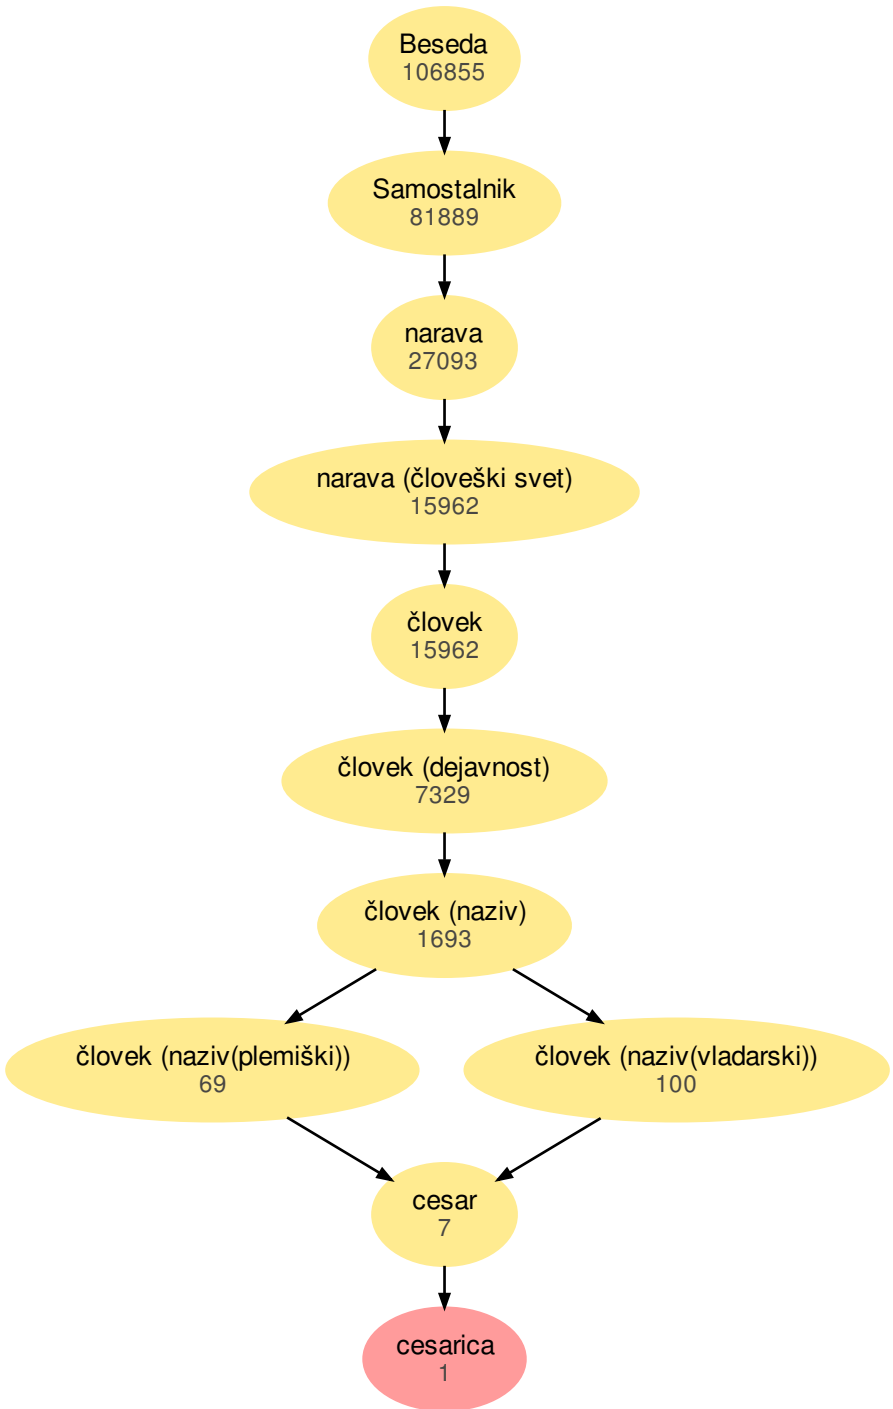 Beseda
106855
Samostalnik
81889
narava
27093
narava (človeški svet)
15962
človek
15962
človek (dejavnost)
7329
človek (naziv)
1693
človek (naziv(plemiški))
69
človek (naziv(vladarski))
100
cesar
7
cesarica
1